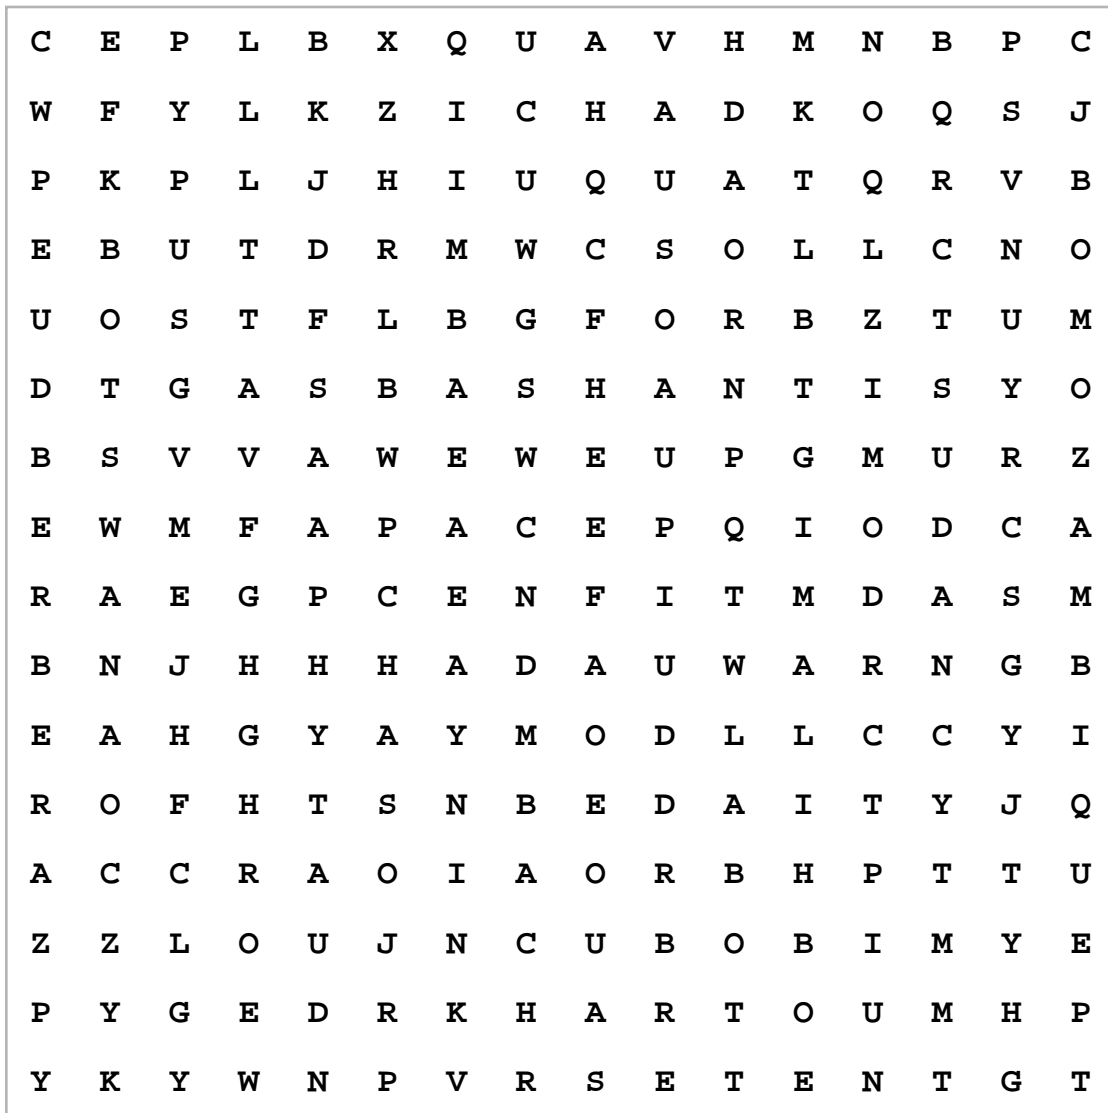 C E P L B X Q U A V H M N B P C
W F Y L K Z I C H A D K O Q S J
P K P L J H I U Q U A T Q R V B
E B U T D R M W C S O L L C N O
U O S T F L B G F O R B Z T U M
D T G A S B A S H A N T I S Y O
B S V V A W E W E U P G M U R Z
E W M F A P A C E P Q I O D C A
R A E G P C E N F I T M D A S M
B N J H H H A D A U W A R N G B
E A H G Y A Y M O D L L C C Y I
R O F H T S N B E D A I T Y J Q
A C C R A O I A O R B H P T T U
Z Z L O U J N C U B O B I M Y E
P Y G E D R K H A R T O U M H P
Y K Y W N P V R S E T E N T G T